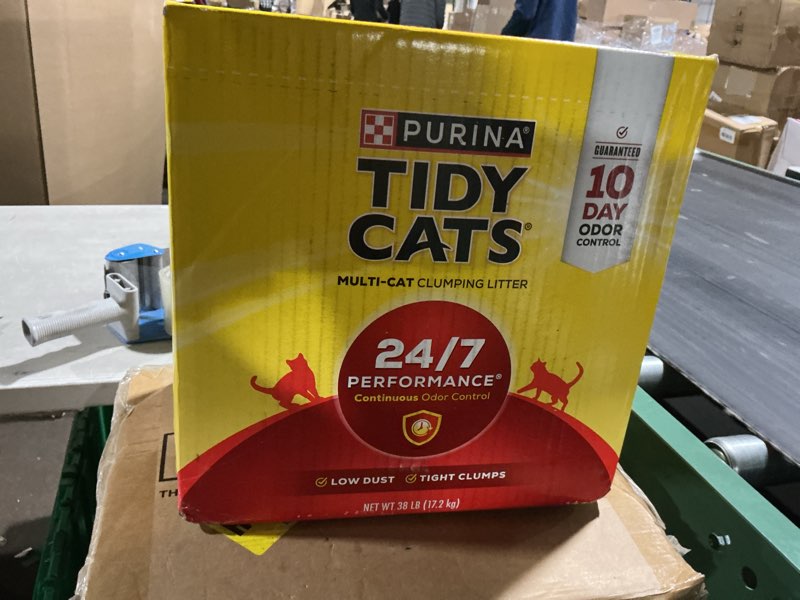 PURINA®
TIDY
CATS®
MULTI-CAT CLUMPING LITTER
GUARANTEED
10
DAY
ODOR
CONTROL
24/7
PERFORMANCE®
Continuous Odor Control
LOW DUST TIGHT CLUMPS
NET WT 38 LB (17.2 kg)
TH